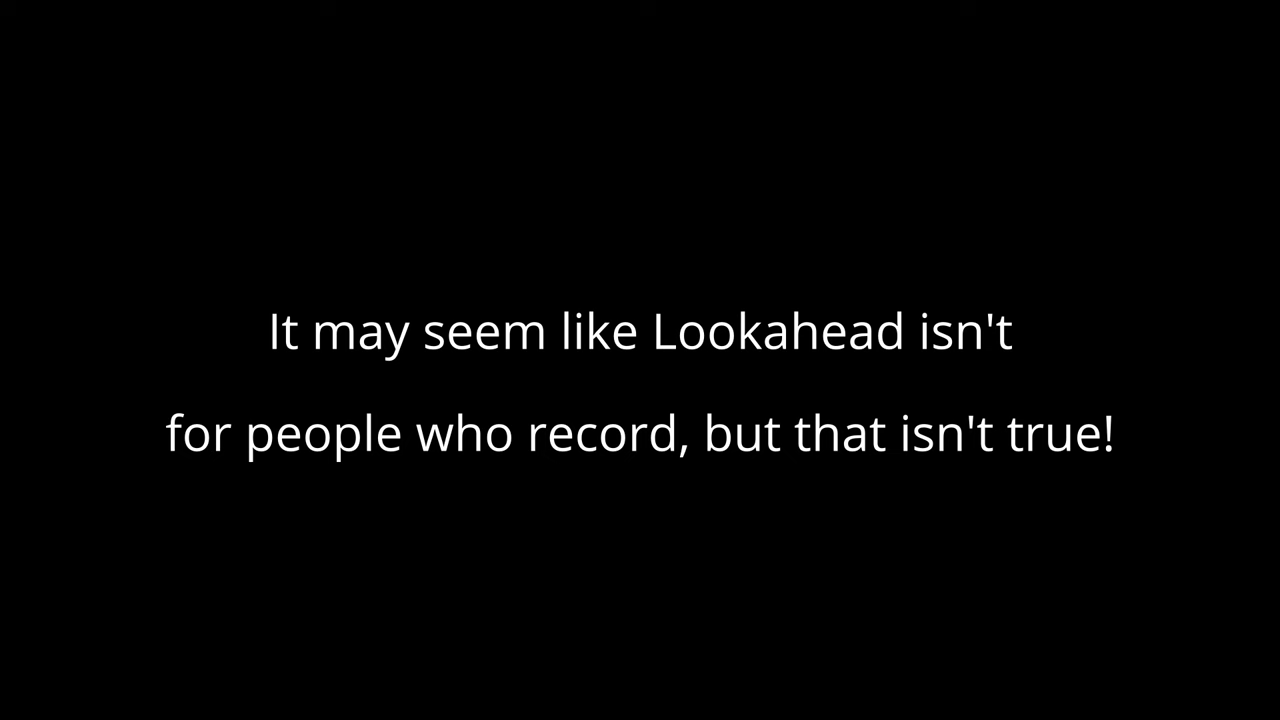 It may seem like Lookahead isn't
for people who record, but that isn't true!